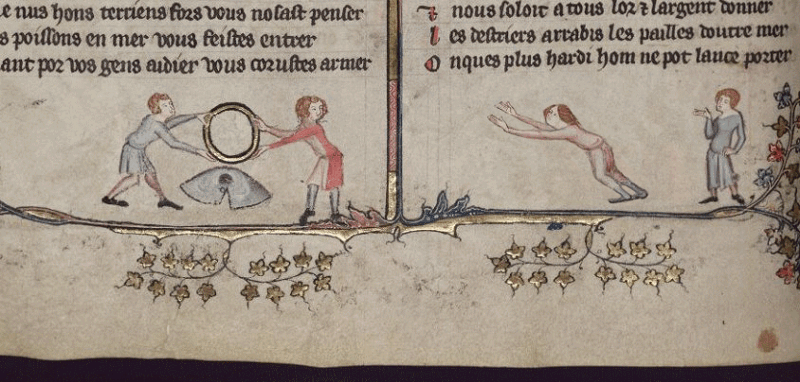 e nus hons terriens fors vous nosast penser
s poissons en mer vous feistes entrer
ant por vos gens aidier vous corustes armer
⁊ nous soloit a tous lor ⁊ largent donner
l es destriers arrabis les pailles doutre mer
O nques plus hardi hom ne pot lance porter